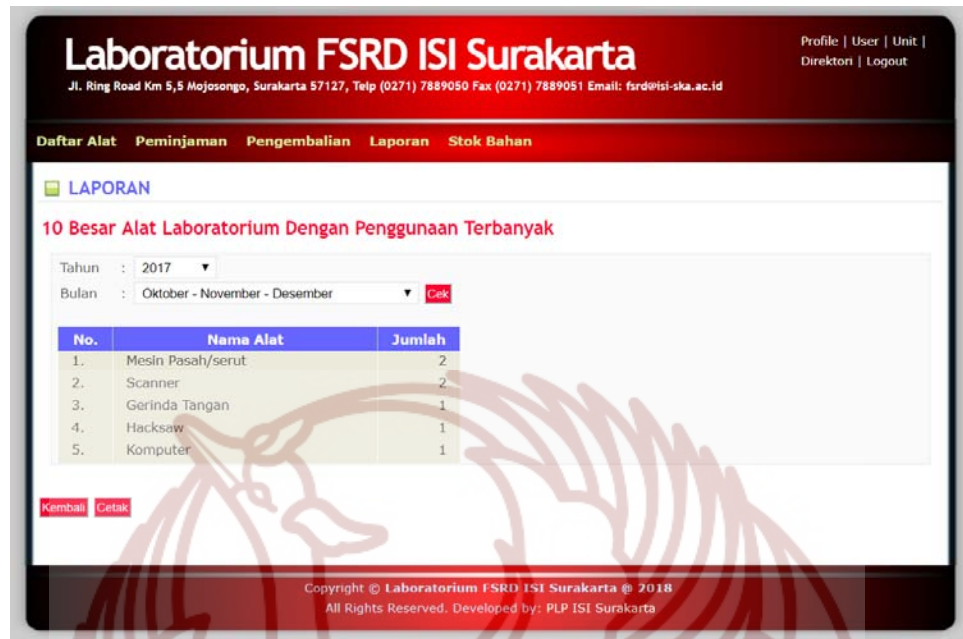 Laboratorium FSRD ISI Surakarta
Jl. Ring Road Km 5,5 Mojosongo, Surakarta 57127, Telp (0271) 7889050 Fax (0271) 7889051 Email: fsrd@isi-ska.ac.id
Profile | User | Unit |
Direktori | Logout
Daftar Alat Peminjaman Pengembalian Laporan Stok Bahan
LAPORAN
10 Besar Alat Laboratorium Dengan Penggunaan Terbanyak
Tahun : 2017
Bulan : Oktober - November - Desember Cek
No. Nama Alat Jumlah
1. Mesin Pasah/serut 2
2. Scanner 2
3. Gerinda Tangan 1
4. Hacksaw 1
5. Komputer 1
Kembali Cetak
Copyright © Laboratorium FSRD ISI Surakarta @ 2018
All Rights Reserved. Developed by: PLP ISI Surakarta